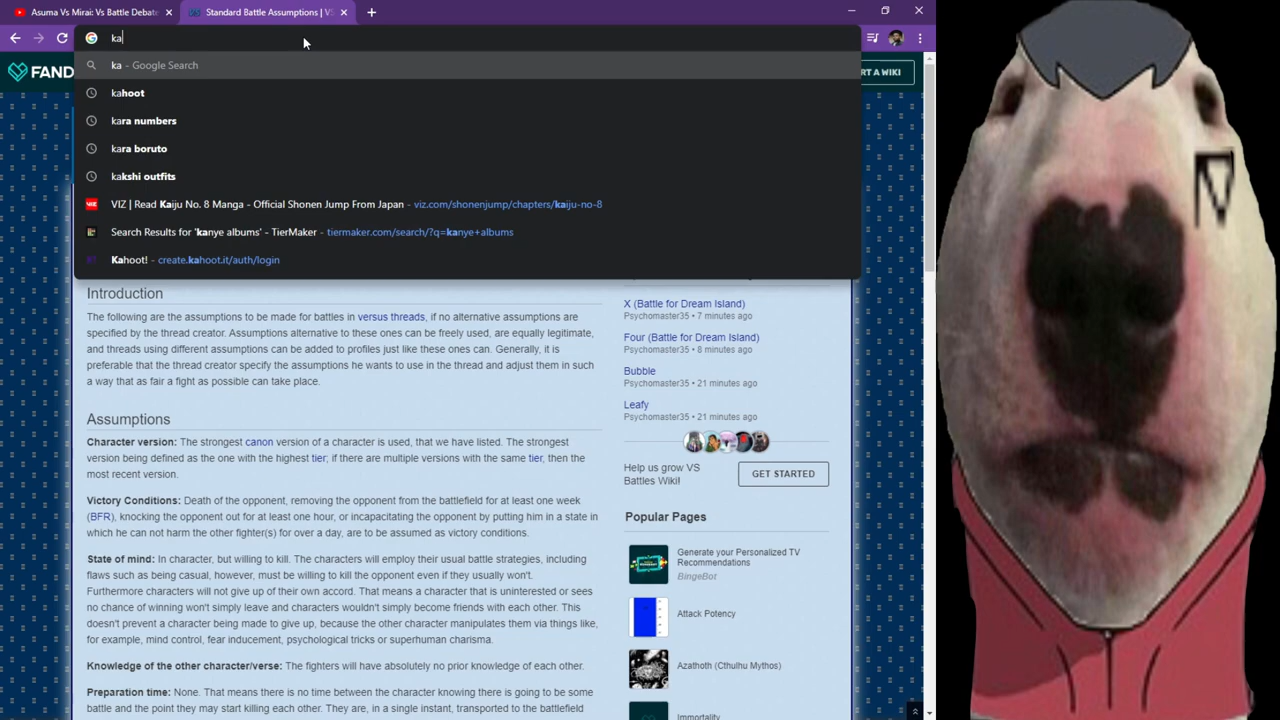 Asuma Vs Mirai: Vs Battle Debate
Standard Battle Assumptions | VS
ka
ka - Google Search
kahoot
kara numbers
kara boruto
kakshi outfits
VIZ | Read Kaiju No. 8 Manga - Official Shonen Jump From Japan - viz.com/shonenjump/chapters/kaiju-no-8
Search Results for 'kanye albums' - TierMaker - tiermaker.com/search/?q=kanye+albums
Kahoot! - create.kahoot.it/auth/login
FAND
RT A WIKI
Introduction
The following are the assumptions to be made for battles in versus threads, if no alternative assumptions are
specified by the thread creator. Assumptions alternative to these ones can be freely used, are equally legitimate,
and threads using different assumptions can be added to profiles just like these ones can. Generally, it is
preferable that the thread creator specify the assumptions he wants to use in the thread and adjust them in such
a way that as fair a fight as possible can take place.
Assumptions
Character version: The strongest canon version of a character is used, that we have listed. The strongest
version being defined as the one with the highest tier; if there are multiple versions with the same tier, then the
most recent version.
Victory Conditions: Death of the opponent, removing the opponent from the battlefield for at least one week
(BFR), knocking the opponent out for at least one hour, or incapacitating the opponent by putting him in a state in
which he can not harm the other fighter(s) for over a day, are to be assumed as victory conditions.
State of mind: In character, but willing to kill. The characters will employ their usual battle strategies, including
flaws such as being casual, however, must be willing to kill the opponent even if they usually won't.
Furthermore characters will not give up of their own accord. That means a character that is uninterested or sees
no chance of winning won't simply leave and characters wouldn't simply become friends with each other. This
doesn't prevent characters being made to give up, because the other character manipulates them via things like,
for example, mind control, fear inducement, psychological tricks or superhuman charisma.
Knowledge of the other character/verse: The fighters will have absolutely no prior knowledge of each other.
Preparation time: None. That means there is no time between the character knowing there is going to be some
battle and the point they start killing each other. They are, in a single instant, transported to the battlefield
X (Battle for Dream Island)
Psychomaster35 • 7 minutes ago
Four (Battle for Dream Island)
Psychomaster35 • 8 minutes ago
Bubble
Psychomaster35 • 21 minutes ago
Leafy
Psychomaster35 • 21 minutes ago
Help us grow VS
Battles Wiki!
GET STARTED
Popular Pages
Generate your Personalized TV
Recommendations
BingeBot
Attack Potency
Azathoth (Cthulhu Mythos)
Immortality